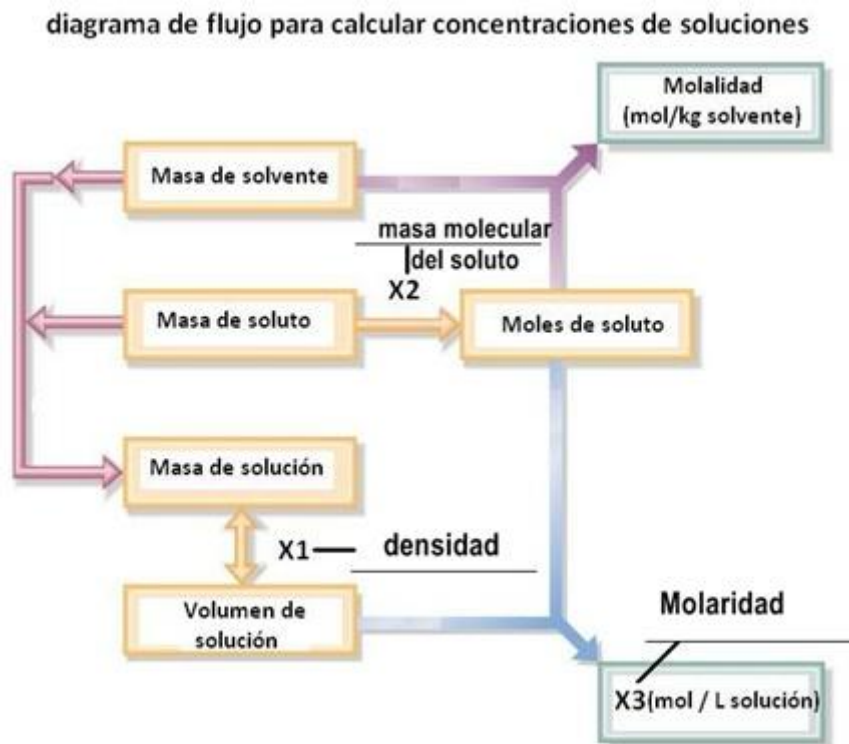 diagrama de flujo para calcular concentraciones de soluciones
Molalidad
(mol/kg solvente)
Masa de solvente
masa molecular
del soluto
X2
Masa de soluto
Moles de soluto
Masa de solución
X1
densidad
Volumen de
solución
Molaridad
X3(mol / L solución)